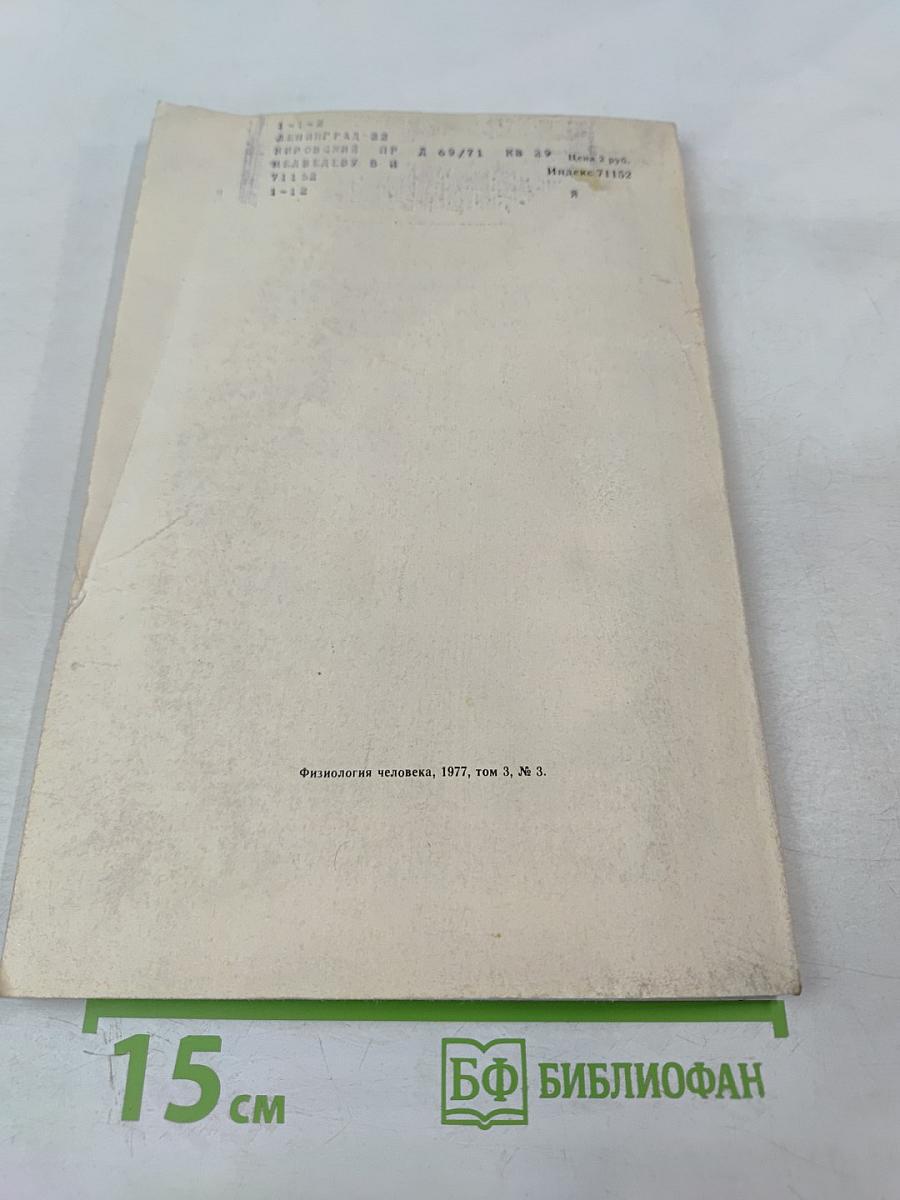 1-1-2
ЛЕНИНГРАД 22
КИРОВСКИЙ ПР Д 69/71 КВ 29 Цена 2 руб.
МЕДВЕДЕВУ В И Индекс 71152
71152
1-12 Я
Физиология человека, 1977, том 3, № 3.
15 см
БФ БИБЛИОФАН